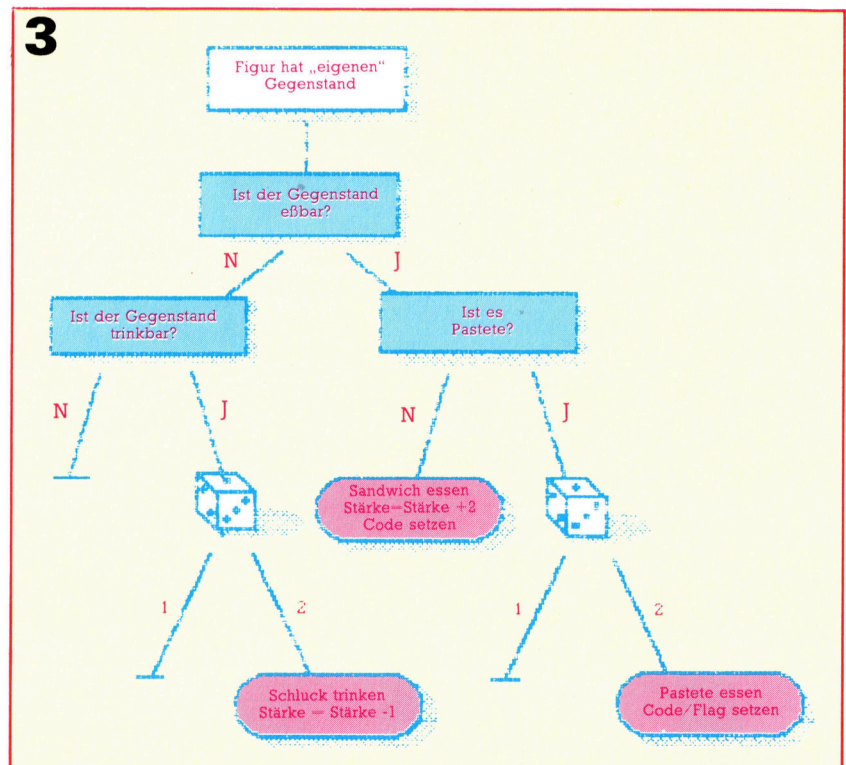 3
Figur hat „eigenen“
Gegenstand
Ist der Gegenstand
eßbar?
N
J
Ist der Gegenstand
trinkbar?
Ist es
Pastete?
N
J
N
J
Sandwich essen
Stärke=Stärke +2
Code setzen
1
2
1
2
Schluck trinken
Stärke = Stärke -1
Pastete essen
Code/Flag setzen